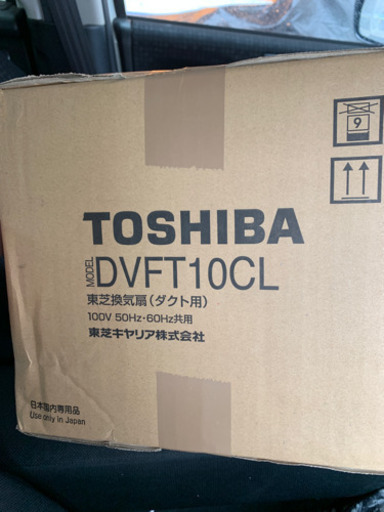 9
TOSHIBA
MODEL DVFT10CL
東芝換気扇(ダクト用)
100V 50Hz・60Hz共用
東芝キヤリア株式会社
日本国内専用品
Use only in Japan